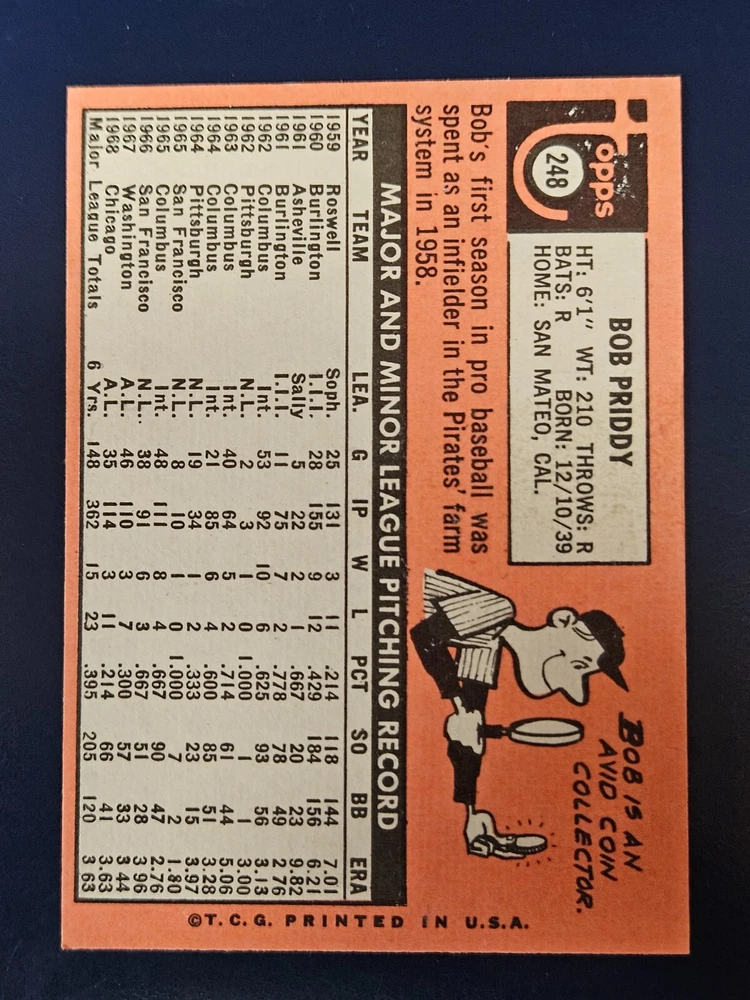 Topps
248
BOB PRIDDY
HT: 6'1" WT: 210 THROWS: R
BATS: R BORN: 12/10/39
HOME: SAN MATEO, CAL.
Bob's first season in pro baseball was
spent as an infielder in the Pirates' farm
system in 1958.
BOB IS AN
AVID COIN
COLLECTOR.
MAJOR AND MINOR LEAGUE PITCHING RECORD
YEAR TEAM LEA. G IP W L PCT SO BB ERA
1959 Roswell Soph. 25 131 3 11 .214 118 144 7.01
1960 Burlington I.I.I. 28 155 9 12 .429 184 156 6.21
1961 Asheville Sally 5 22 2 1 .667 20 23 9.82
1961 Burlington I.I.I. 11 75 7 2 .778 78 49 2.76
1962 Columbus Int. 53 92 10 6 .625 93 56 3.13
1962 Pittsburgh N.L. 2 3 1 0 1.000 1 1 3.00
1963 Columbus Int. 40 64 5 2 .714 61 44 5.06
1964 Columbus Int. 21 85 6 4 .600 85 51 3.28
1964 Pittsburgh N.L. 19 34 1 2 .333 23 15 3.97
1965 San Francisco N.L. 8 10 1 0 1.000 7 2 1.80
1965 Columbus Int. 48 111 8 4 .667 90 47 2.76
1966 San Francisco N.L. 38 91 6 3 .667 51 28 3.96
1967 Washington A.L. 46 110 3 7 .300 57 33 3.44
1968 Chicago A.L. 35 114 3 11 .214 66 41 3.63
Major League Totals 6 Yrs. 148 362 15 23 .395 205 120 3.63
©T.C.G. PRINTED IN U.S.A.